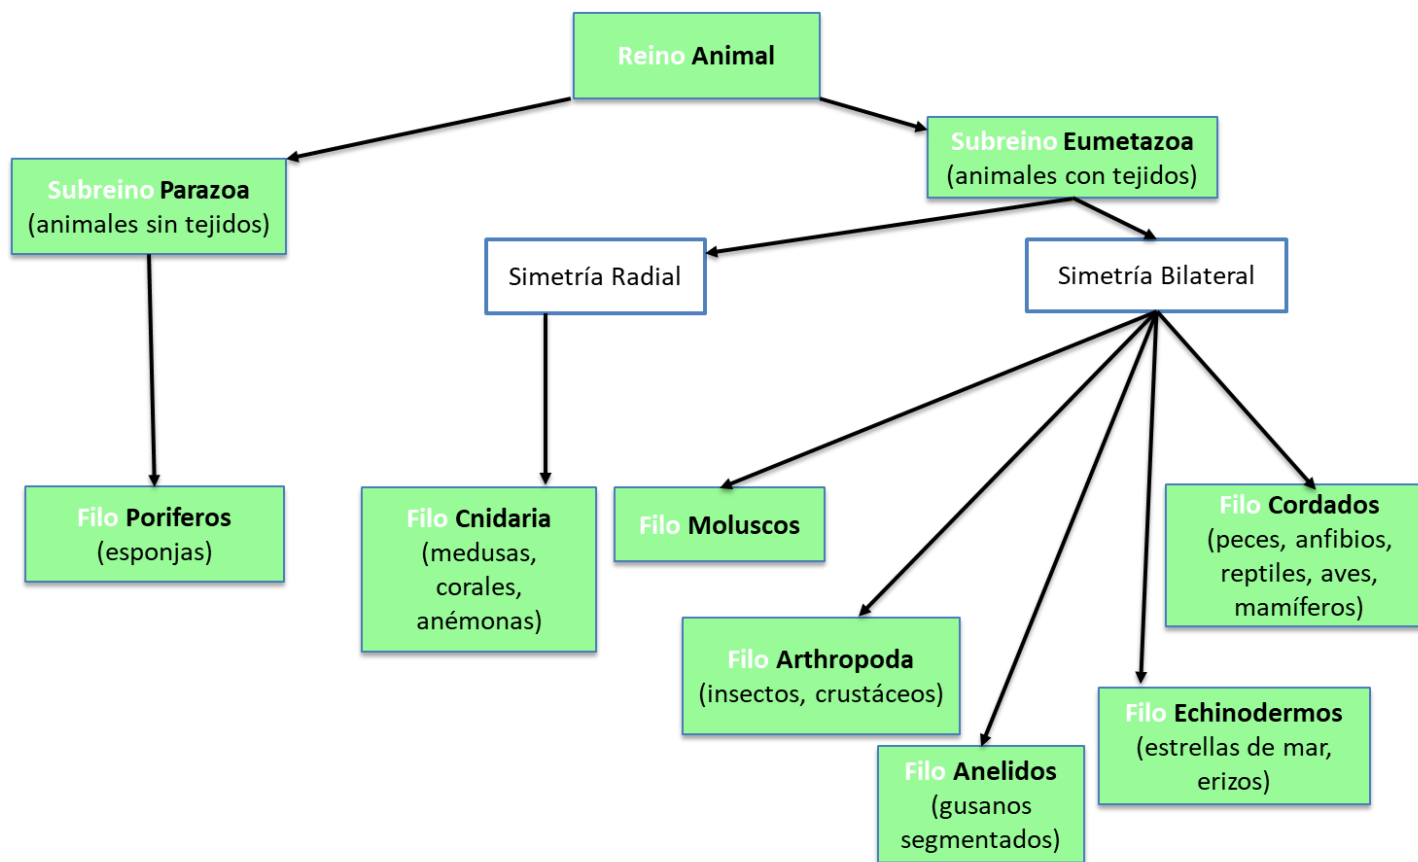 Reino Animal
Subreino Parazoa
(animales sin tejidos)
Subreino Eumetazoa
(animales con tejidos)
Simetría Radial
Simetría Bilateral
Filo Poriferos
(esponjas)
Filo Cnidaria
(medusas,
corales,
anémonas)
Filo Moluscos
Filo Arthropoda
(insectos, crustáceos)
Filo Anelidos
(gusanos
segmentados)
Filo Echinodermos
(estrellas de mar,
erizos)
Filo Cordados
(peces, anfibios,
reptiles, aves,
mamíferos)